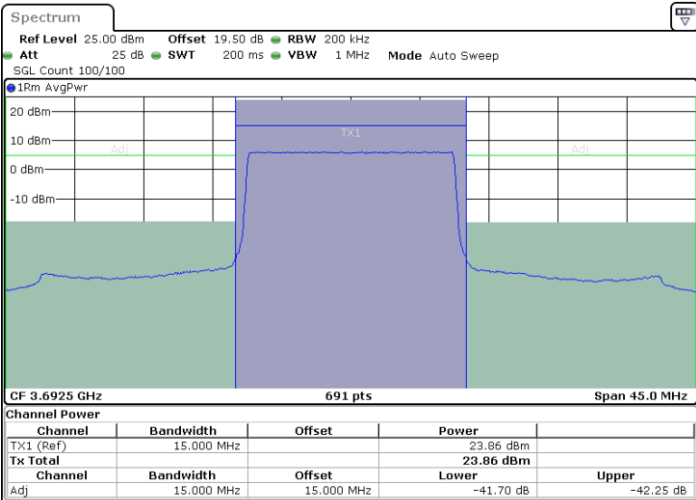 Spectrum
Ref Level 25.00 dBm Offset 19.50 dB RBW 200 kHz
Att 25 dB SWT 200 ms VBW 1 MHz Mode Auto Sweep
SGL Count 100/100
1Rm AvgPwr
20 dBm
TX1
10 dBm
Adj Adj
0 dBm
-10 dBm
CF 3.6925 GHz 691 pts Span 45.0 MHz
Channel Power
Channel Bandwidth Offset Power
TX1 (Ref) 15.000 MHz 23.86 dBm
Tx Total 23.86 dBm
Channel Bandwidth Offset Lower Upper
Adj 15.000 MHz 15.000 MHz -41.70 dB -42.25 dB